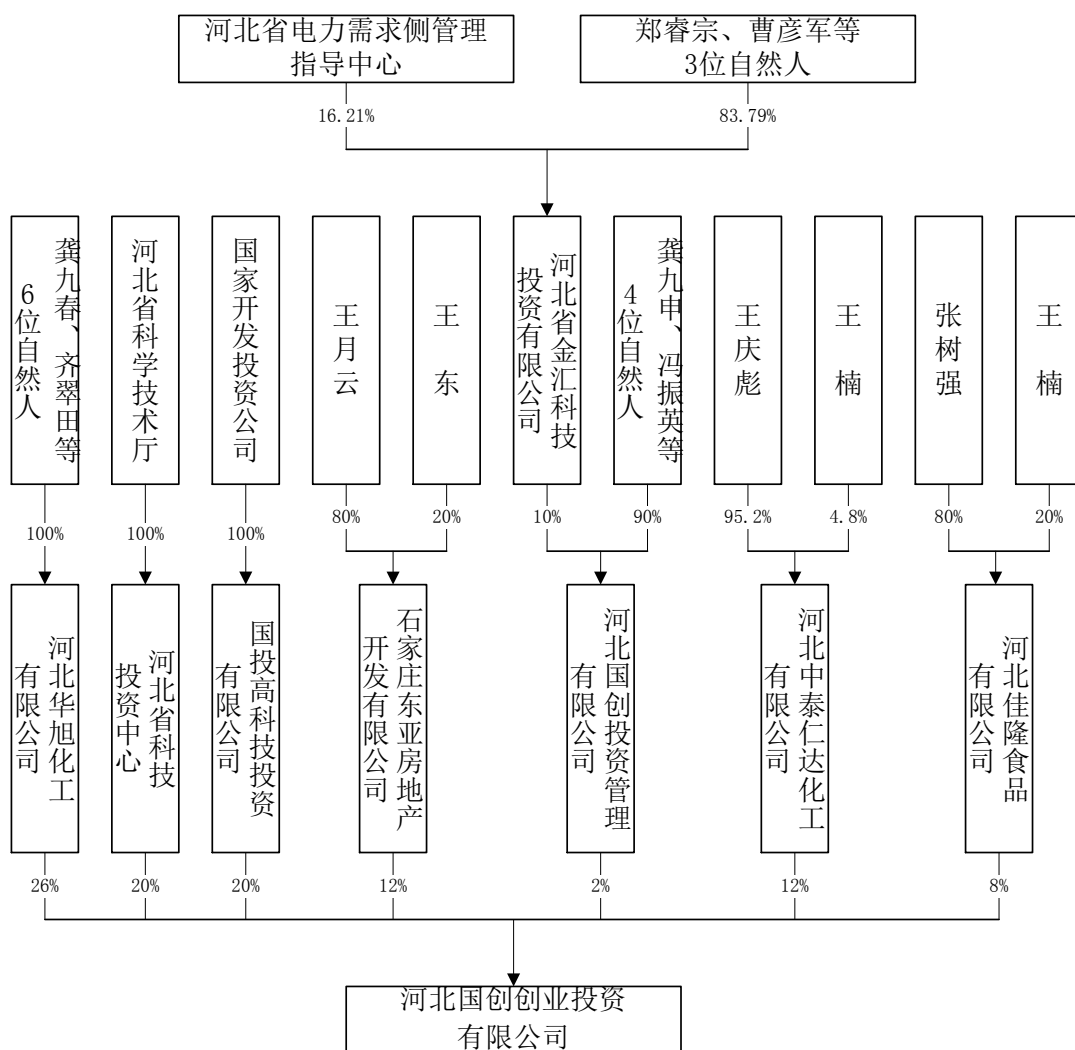 河北省电力需求侧管理
指导中心
郑睿宗、曹彦军等
3位自然人
16.21%
83.79%
龚九春、齐翠田等
6位自然人
河北省科学技术厅
国家开发投资公司
王月云
王 东
河北省金汇科技
投资有限公司
龚九申、冯振英等
4位自然人
王庆彪
王 楠
张树强
王 楠
100%
100%
100%
80%
20%
10%
90%
95.2%
4.8%
80%
20%
河北华旭化工
有限公司
河北省科技
投资中心
国投高科技投资
有限公司
石家庄东亚房地产
开发有限公司
河北国创投资管理
有限公司
河北中泰仁达化工
有限公司
河北佳隆食品
有限公司
26%
20%
20%
12%
2%
12%
8%
河北国创创业投资
有限公司